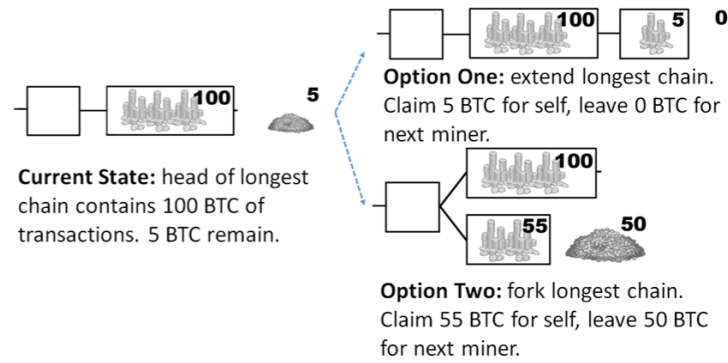 100
5
Current State: head of longest
chain contains 100 BTC of
transactions. 5 BTC remain.
100
5
0
Option One: extend longest chain.
Claim 5 BTC for self, leave 0 BTC for
next miner.
100
55
50
Option Two: fork longest chain.
Claim 55 BTC for self, leave 50 BTC
for next miner.